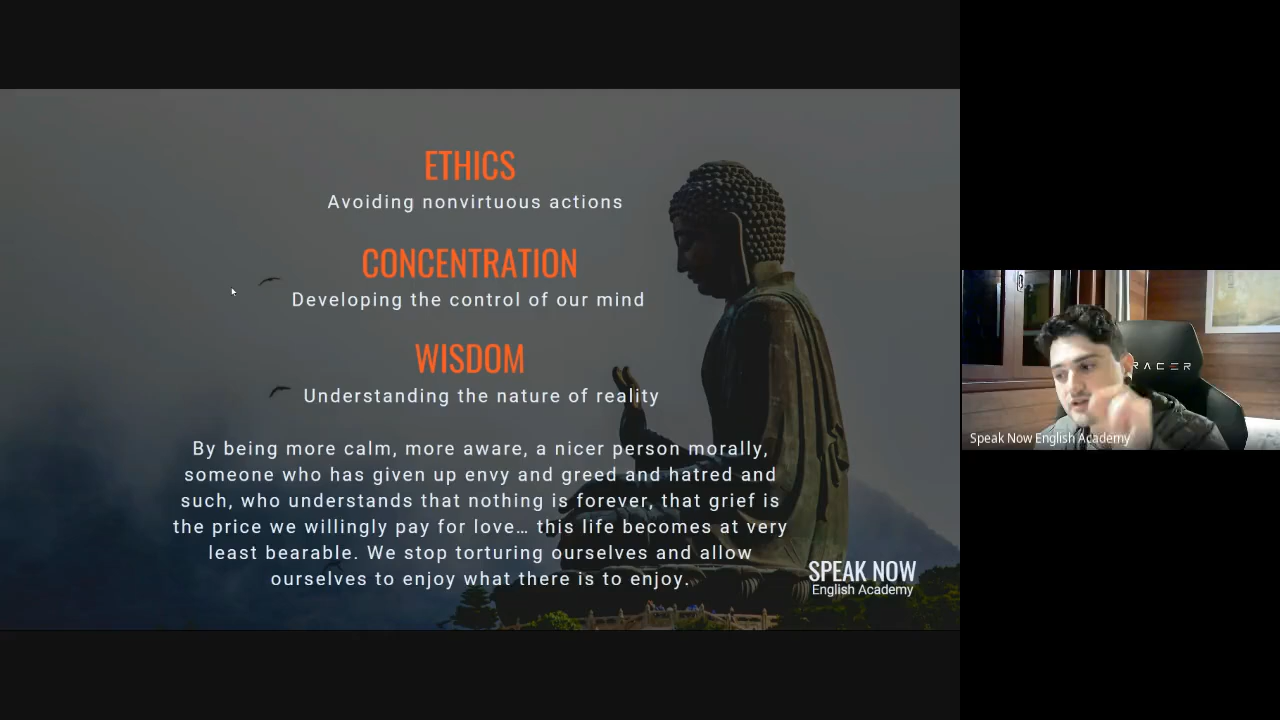 ETHICS
Avoiding nonvirtuous actions
CONCENTRATION
Developing the control of our mind
WISDOM
Understanding the nature of reality
By being more calm, more aware, a nicer person morally,
someone who has given up envy and greed and hatred and
such, who understands that nothing is forever, that grief is
the price we willingly pay for love… this life becomes at very
least bearable. We stop torturing ourselves and allow
ourselves to enjoy what there is to enjoy.
SPEAK NOW
English Academy
RACER
Speak Now English Academy